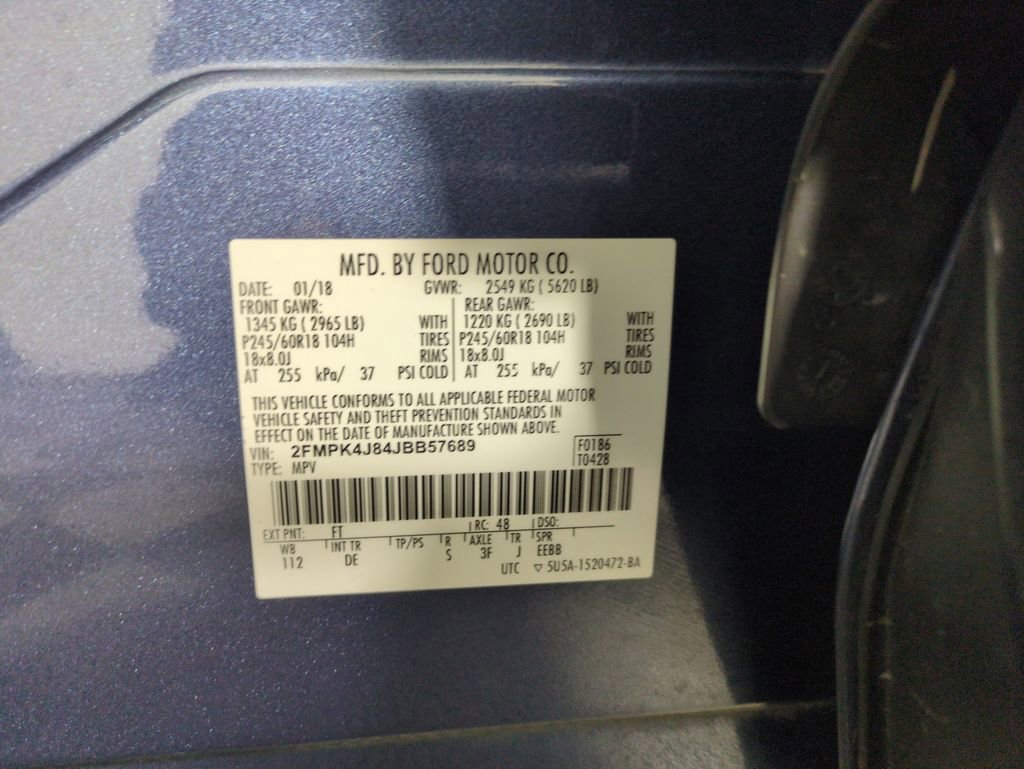 MFD. BY FORD MOTOR CO.
DATE: 01/18 GVWR: 2549 KG ( 5620 LB)
FRONT GAWR: REAR GAWR:
1345 KG ( 2965 LB) WITH 1220 KG ( 2690 LB) WITH
P245/60R18 104H TIRES P245/60R18 104H TIRES
18x8.0J RIMS 18x8.0J RIMS
AT 255 kPa/ 37 PSI COLD AT 255 kPa/ 37 PSI COLD
THIS VEHICLE CONFORMS TO ALL APPLICABLE FEDERAL MOTOR
VEHICLE SAFETY AND THEFT PREVENTION STANDARDS IN
EFFECT ON THE DATE OF MANUFACTURE SHOWN ABOVE.
VIN: 2FMPK4J84JBB57689 F0186
TYPE: MPV T0428
EXT PNT: FT RC: 48 DSO:
WB INT TR TP/PS R AXLE TR SPR
112 DE S 3F J EEBB
UTC ▽ 5U5A-1520472-BA